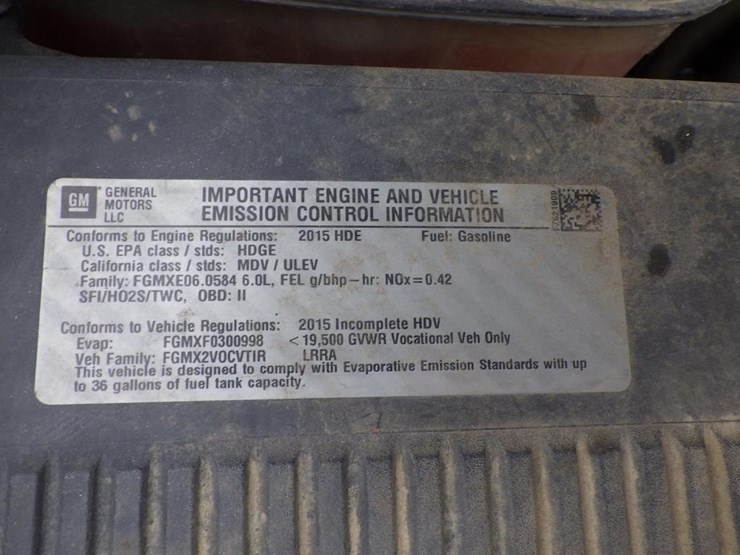 GM GENERAL MOTORS LLC
IMPORTANT ENGINE AND VEHICLE
EMISSION CONTROL INFORMATION
Conforms to Engine Regulations: 2015 HDE Fuel: Gasoline
U.S. EPA class / stds: HDGE
California class / stds: MDV / ULEV
Family: FGMXE06.0584 6.0L, FEL g/bhp-hr: NOx=0.42
SFI/HO2S/TWC, OBD: II
Conforms to Vehicle Regulations: 2015 Incomplete HDV
Evap: FGMXF0300998 <19,500 GVWR Vocational Veh Only
Veh Family: FGMX2VOCVTIR LRRA
This vehicle is designed to comply with Evaporative Emission Standards with up
to 36 gallons of fuel tank capacity.